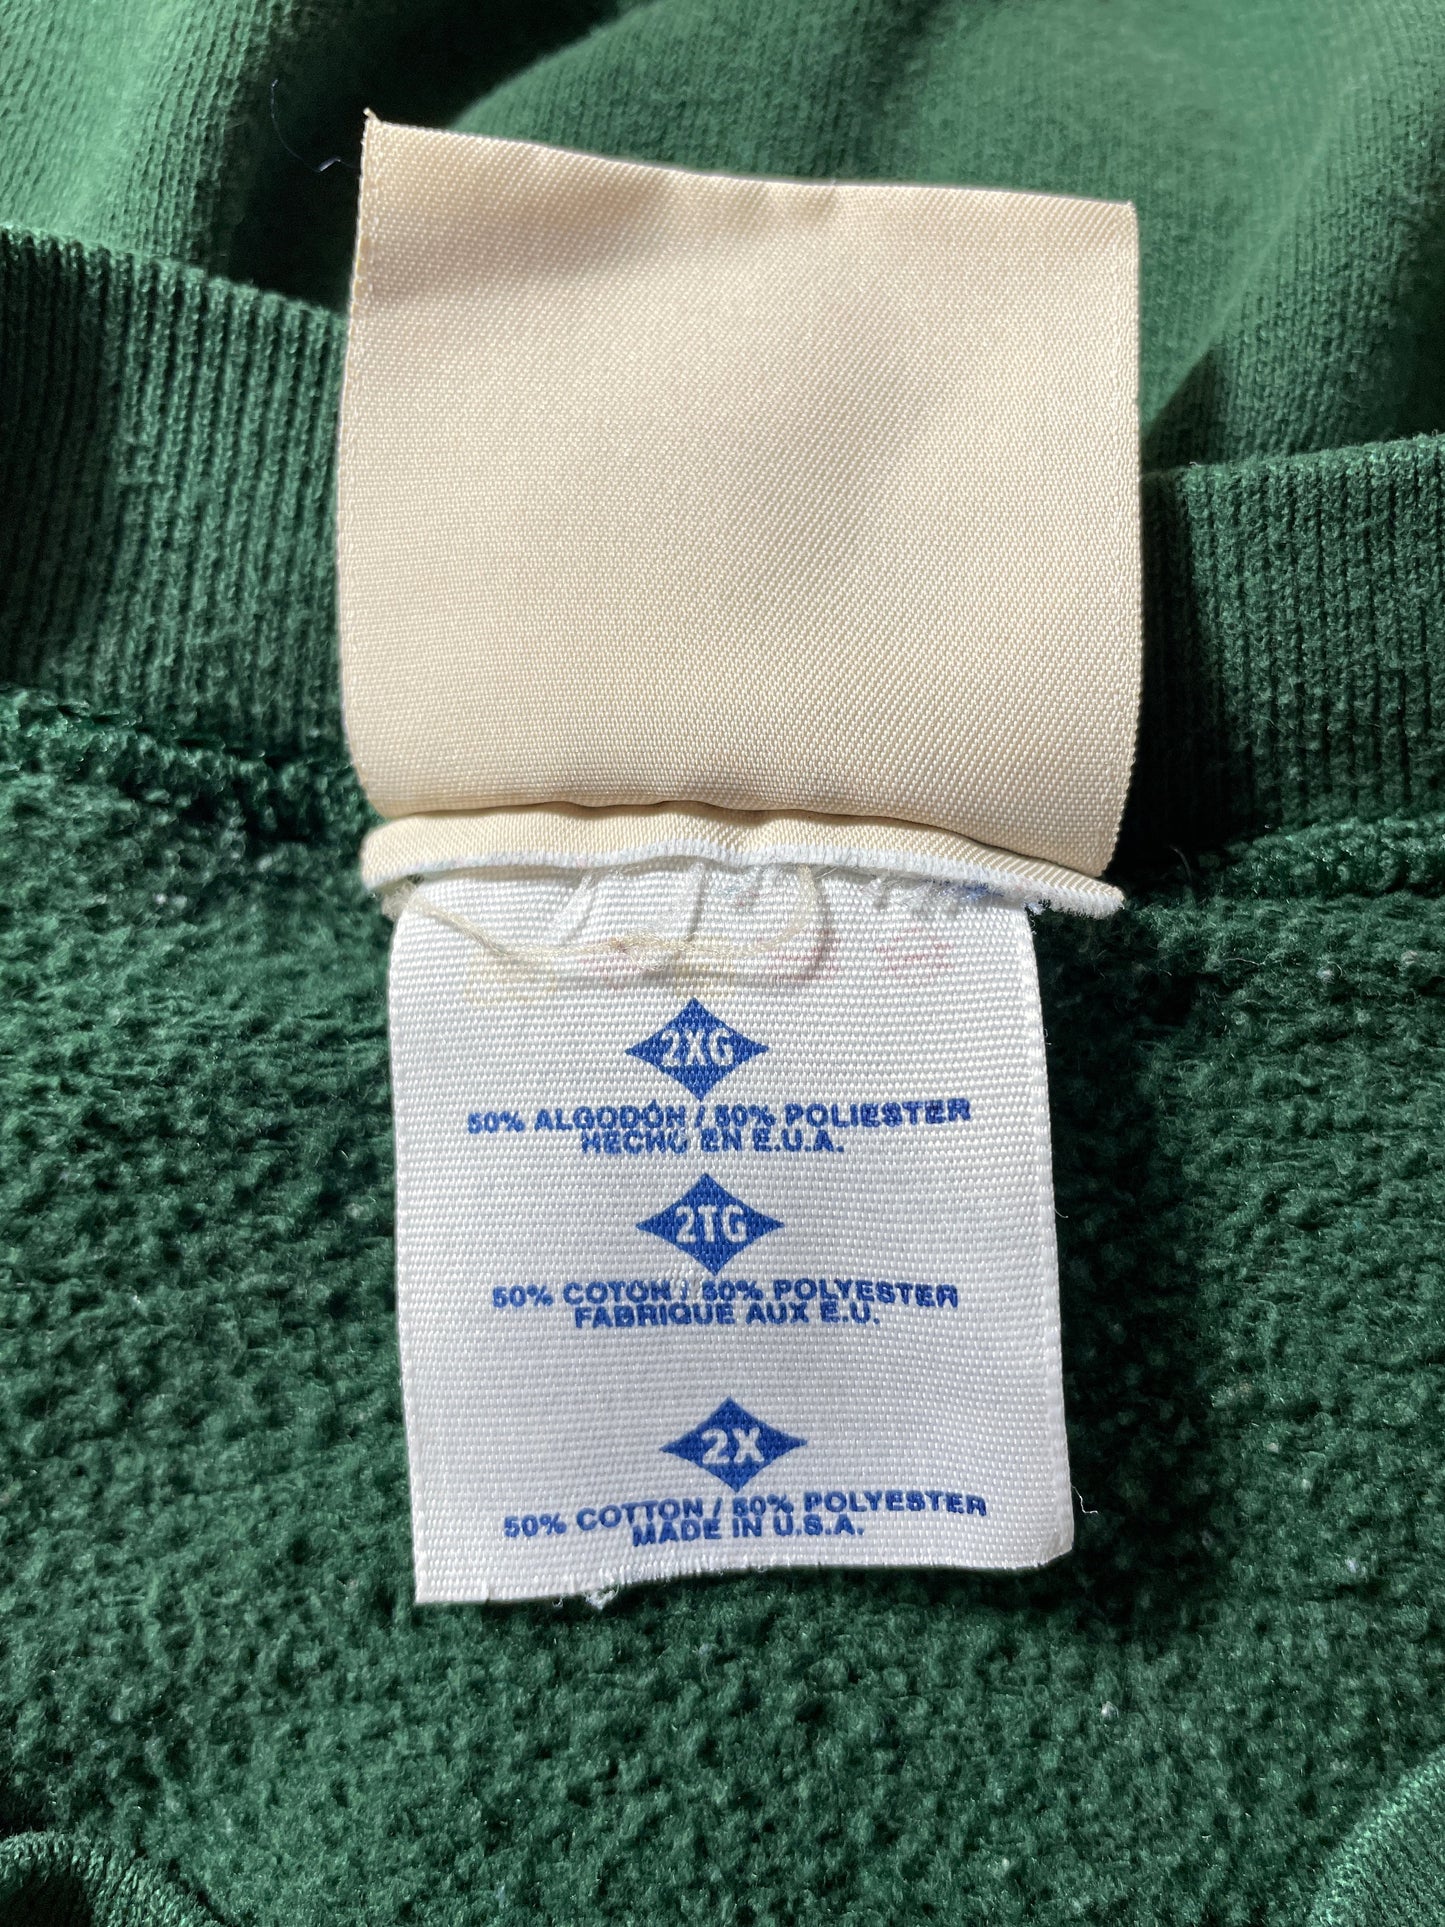 2XG
50% ALGODÓN / 50% POLIESTER
HECHO EN E.U.A.
2TG
50% COTON / 50% POLYESTER
FABRIQUE AUX E.U.
2X
50% COTTON / 50% POLYESTER
MADE IN U.S.A.